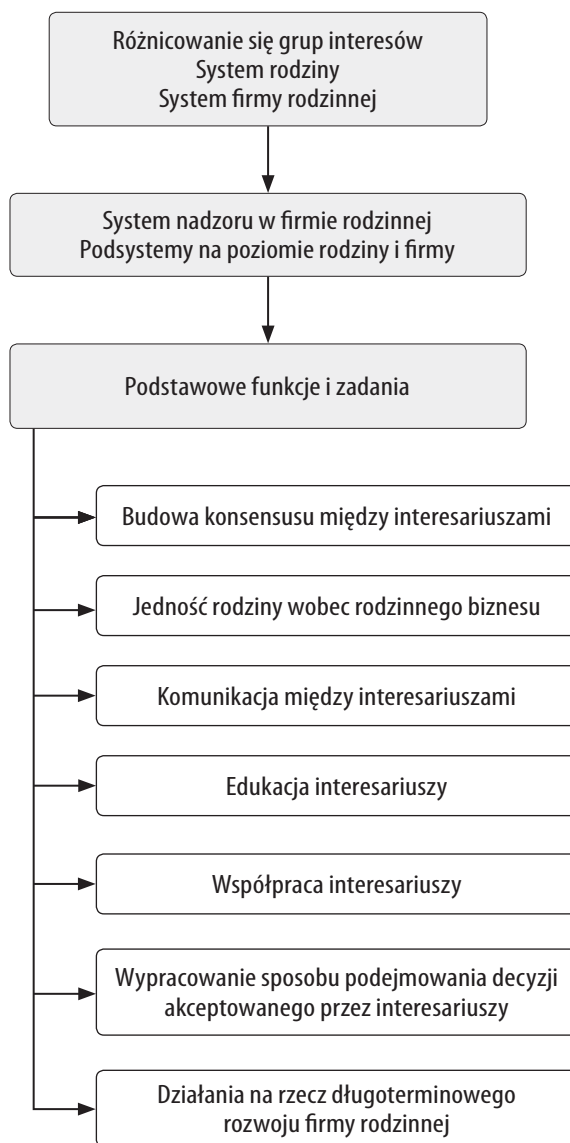 Różnicowanie się grup interesów
System rodziny
System firmy rodzinnej
System nadzoru w firmie rodzinnej
Podsystemy na poziomie rodziny i firmy
Podstawowe funkcje i zadania
Budowa konsensusu między interesariuszami
Jedność rodziny wobec rodzinnego biznesu
Komunikacja między interesariuszami
Edukacja interesariuszy
Współpraca interesariuszy
Wypracowanie sposobu podejmowania decyzji
akceptowanego przez interesariuszy
Działania na rzecz długoterminowego
rozwoju firmy rodzinnej